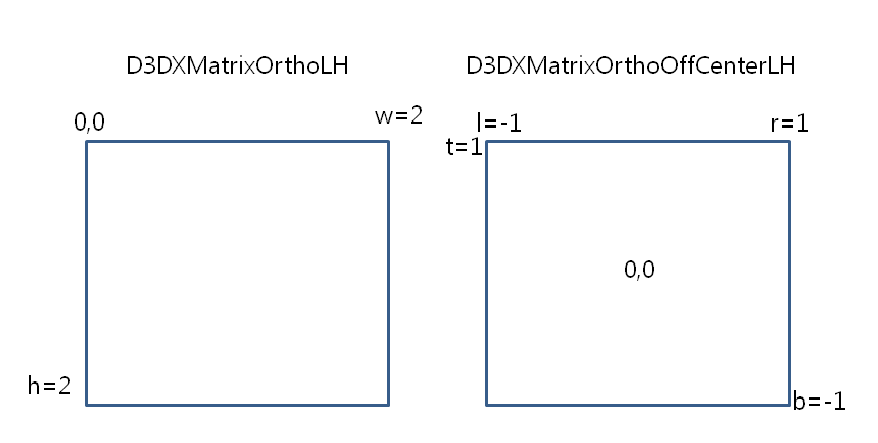 D3DXMatrixOrthoLH
0,0
w=2
h=2
D3DXMatrixOrthoOffCenterLH
l=-1
r=1
t=1
0,0
b=-1